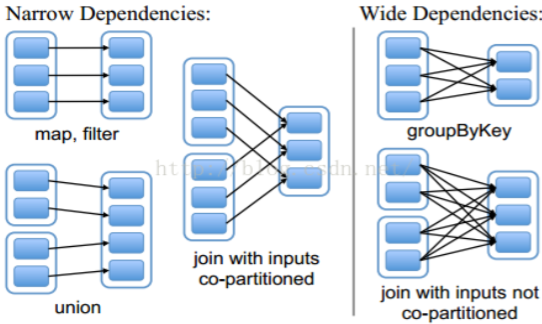 Narrow Dependencies:
Wide Dependencies:
map, filter
groupByKey
http://blog.csdn.net/
join with inputs
co-partitioned
union
join with inputs not
co-partitioned